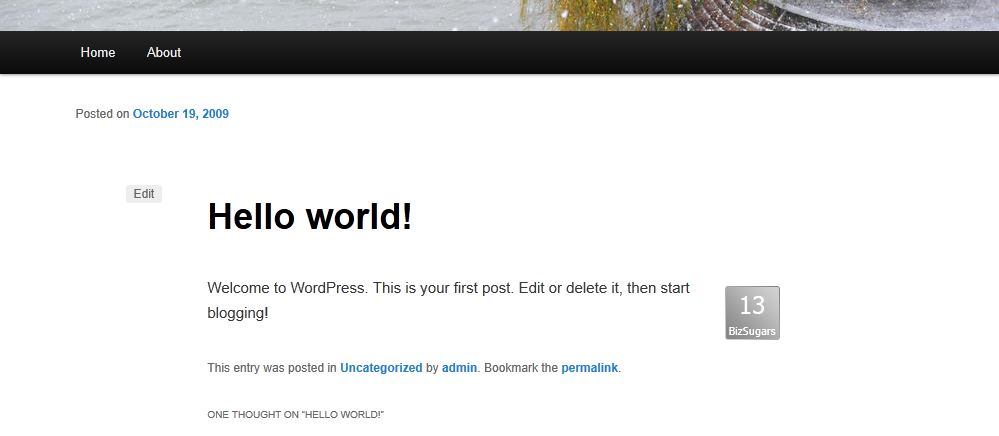 Home About
Posted on October 19, 2009
Edit
Hello world!
Welcome to WordPress. This is your first post. Edit or delete it, then start
blogging!
13
BizSugars
This entry was posted in Uncategorized by admin. Bookmark the permalink.
ONE THOUGHT ON “HELLO WORLD!”